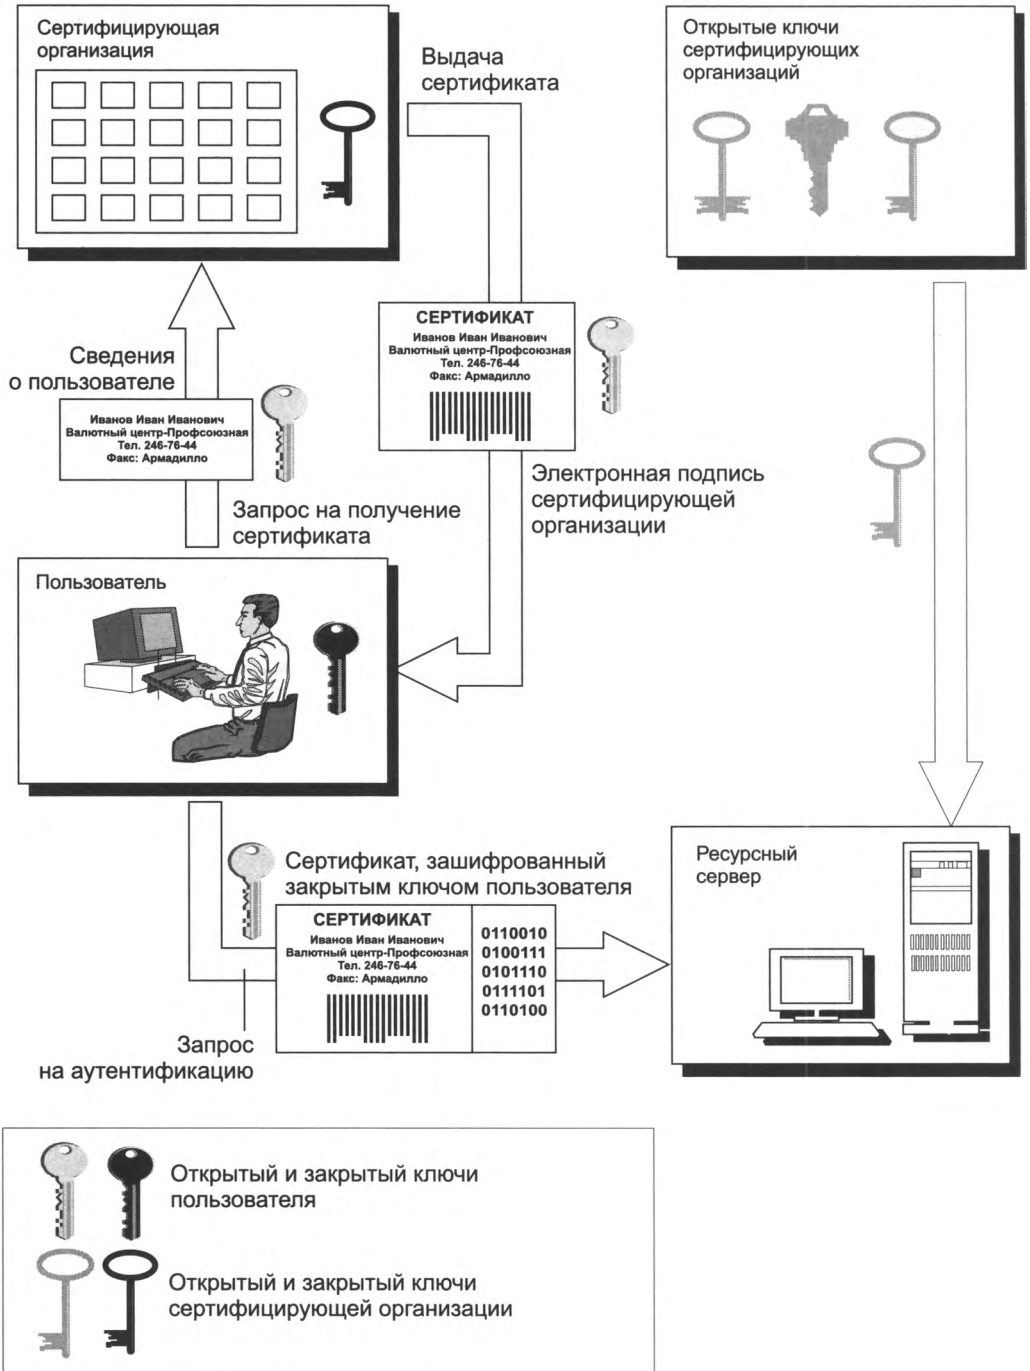 Сертифицирующая
организация
Выдача
сертификата
Открытые ключи
сертифицирующих
организаций
СЕРТИФИКАТ
Иванов Иван Иванович
Валютный центр-Профсоюзная
Тел. 246-76-44
Факс: Армадилло
Сведения
о пользователе
Иванов Иван Иванович
Валютный центр-Профсоюзная
Тел. 246-76-44
Факс: Армадилло
Электронная подпись
сертифицирующей
организации
Запрос на получение
сертификата
Пользователь
Сертификат, зашифрованный
закрытым ключом пользователя
СЕРТИФИКАТ
Иванов Иван Иванович
Валютный центр-Профсоюзная
Тел. 246-76-44
Факс: Армадилло
0110010
0100111
0101110
0111101
0110100
Ресурсный
сервер
Запрос
на аутентификацию
Открытый и закрытый ключи
пользователя
Открытый и закрытый ключи
сертифицирующей организации